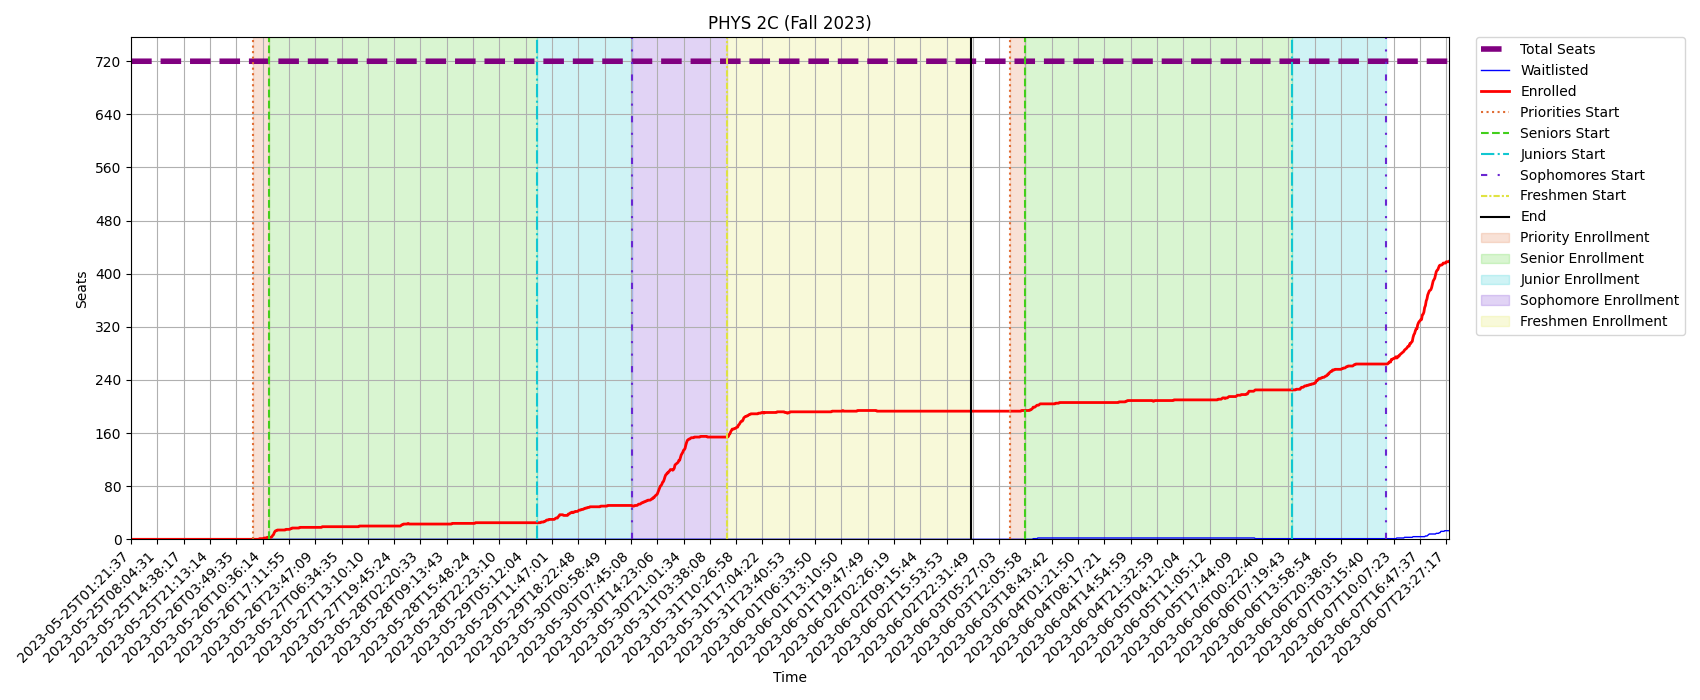 PHYS 2C (Fall 2023)
Seats
720
640
560
480
400
320
240
160
80
0
2023-05-25T01:21:37
2023-05-25T08:04:31
2023-05-25T14:38:17
2023-05-25T21:13:14
2023-05-26T03:49:35
2023-05-26T10:36:14
2023-05-26T17:11:55
2023-05-26T23:47:09
2023-05-27T06:34:35
2023-05-27T13:10:10
2023-05-27T19:45:24
2023-05-28T02:20:33
2023-05-28T09:13:43
2023-05-28T15:48:24
2023-05-28T22:23:10
2023-05-29T05:12:04
2023-05-29T11:47:01
2023-05-29T18:22:48
2023-05-30T00:58:49
2023-05-30T07:45:08
2023-05-30T14:23:06
2023-05-30T21:01:34
2023-05-31T03:38:08
2023-05-31T10:26:58
2023-05-31T17:04:22
2023-05-31T23:40:53
2023-06-01T06:33:50
2023-06-01T13:10:50
2023-06-01T19:47:49
2023-06-02T02:26:19
2023-06-02T09:15:44
2023-06-02T15:53:53
2023-06-02T22:31:49
2023-06-03T05:27:03
2023-06-03T12:05:58
2023-06-03T18:43:42
2023-06-04T01:21:50
2023-06-04T08:17:21
2023-06-04T14:54:59
2023-06-04T21:32:59
2023-06-05T04:12:04
2023-06-05T11:05:12
2023-06-05T17:44:09
2023-06-06T00:22:40
2023-06-06T07:19:43
2023-06-06T13:58:54
2023-06-06T20:38:05
2023-06-07T03:15:40
2023-06-07T10:07:23
2023-06-07T16:47:37
2023-06-07T23:27:17
Time
Total Seats
Waitlisted
Enrolled
Priorities Start
Seniors Start
Juniors Start
Sophomores Start
Freshmen Start
End
Priority Enrollment
Senior Enrollment
Junior Enrollment
Sophomore Enrollment
Freshmen Enrollment